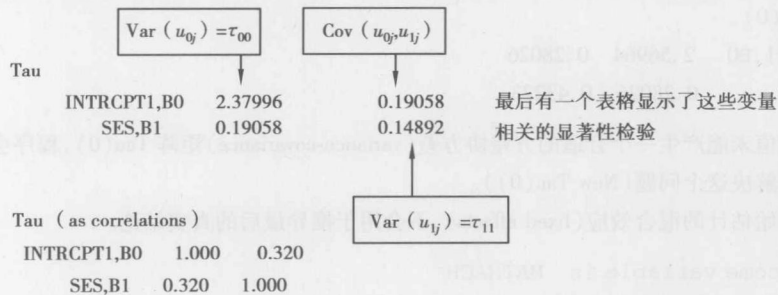 Var（u0j）=τ00
Cov（u0j,u1j）
Tau
INTRCPT1,B0 2.37996 0.19058 最后有一个表格显示了这些变量
SES,B1 0.19058 0.14892 相关的显著性检验
Var（u1j）=τ11
Tau （as correlations）
INTRCPT1,B0 1.000 0.320
SES,B1 0.320 1.000